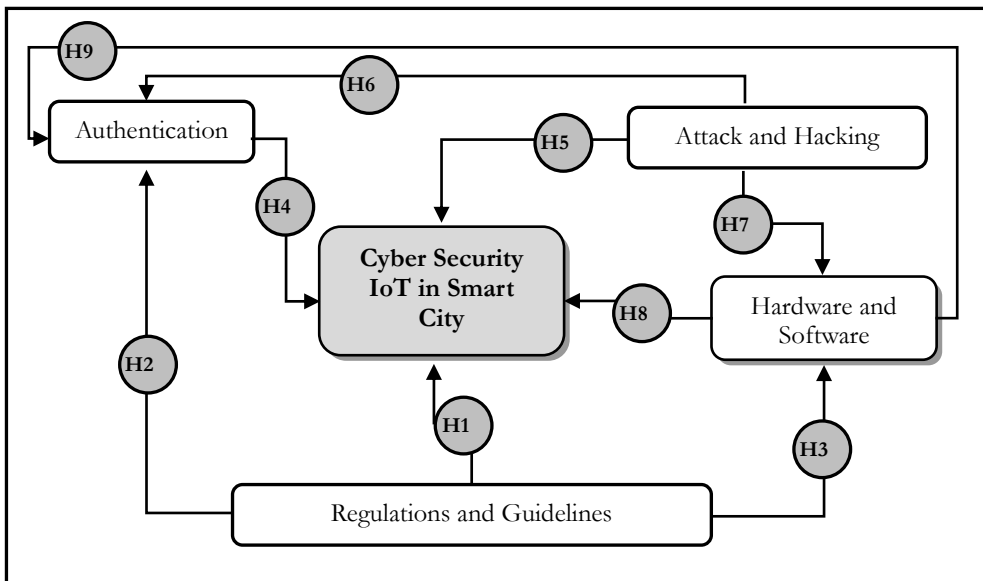 H9
H6
Authentication
Attack and Hacking
H5
H4
H7
Cyber Security
IoT in Smart
City
Hardware and
Software
H8
H2
H1
H3
Regulations and Guidelines